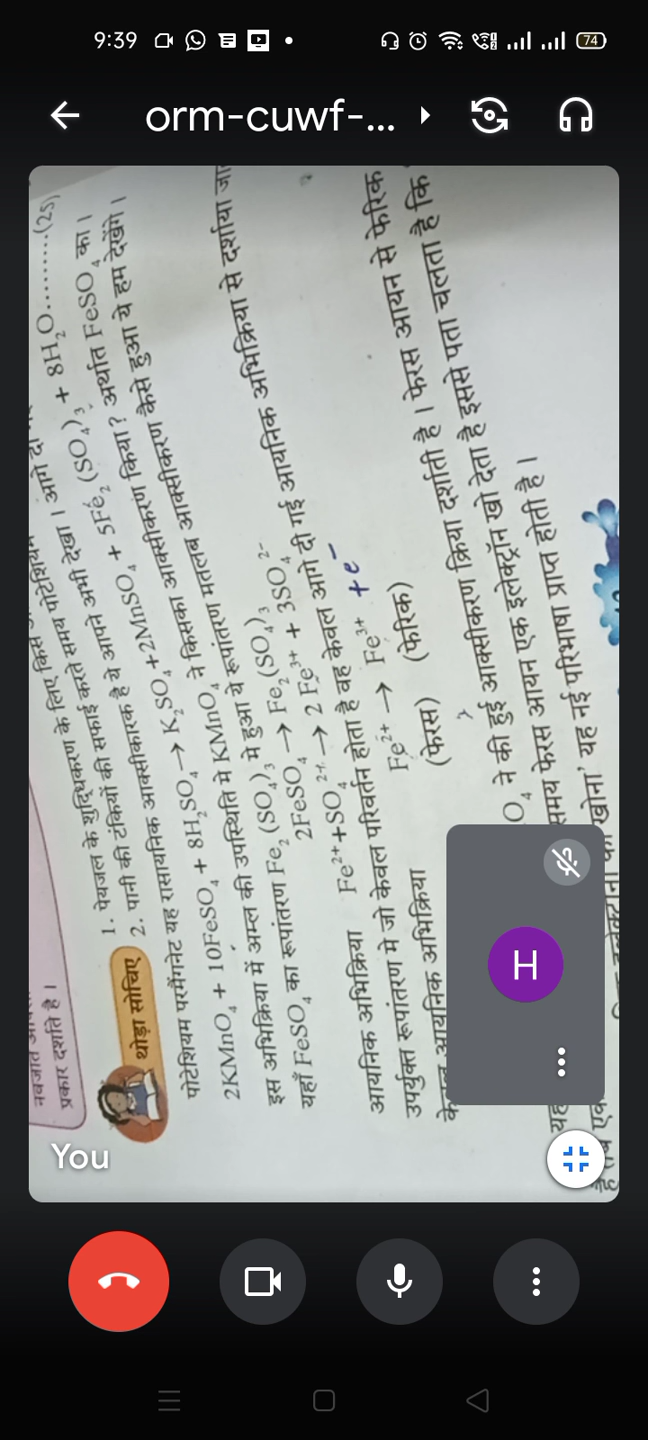 9:39
74
orm-cuwf-...
नवजात
प्रकार दर्शाते है ।
थोड़ा सोचिए
1. पेयजल के शुद्धिकरण के लिए किस
2. पानी की टंकियों की सफाई करते समय पोटेशियम
पोटेशियम परमैंगनेट यह रासायनिक आक्सीकारक है ये आपने अभी देखा । आगे दी
2KMnO₄ + 10FeSO₄ + 8H₂SO₄ → K₂SO₄+2MnSO₄ + 5Fe₂ (SO₄)₃ + 8H₂O.........(25)
इस अभिक्रिया में अम्ल की उपस्थिति मे KMnO₄ ने किसका आक्सीकरण किया? अर्थात FeSO₄ का ।
यहाँ FeSO₄ का रूपांतरण Fe₂ (SO₄)₃ मे हुआ ये रूपांतरण मतलब आक्सीकरण कैसे हुआ ये हम देखेंगे ।
2FeSO₄ → Fe₂(SO₄)₃
आयनिक अभिक्रिया Fe²⁺+SO₄²⁻ → 2 Fe³⁺ + 3SO₄²⁻
उपर्युक्त रूपांतरण मे जो केवल परिवर्तन होता है वह केवल आगे दी गई आयनिक अभिक्रिया से दर्शाया जा
आयनिक अभिक्रिया Fe²⁺ → Fe³⁺ +e⁻
(फेरस) (फेरिक)
O₄ ने की हुई आक्सीकरण क्रिया दर्शाती है । फेरस आयन से फेरिक
समय फेरस आयन एक इलेक्ट्रॉन खो देता है इससे पता चलता है कि
खोना' यह नई परिभाषा प्राप्त होती है ।
H
You